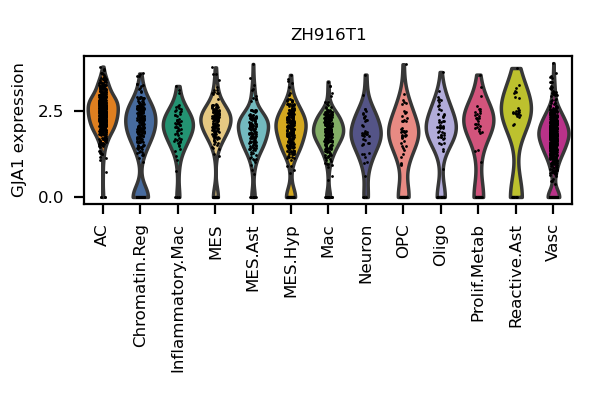 ZH916T1
GJA1 expression
2.5
0.0
AC
Chromatin.Reg
Inflammatory.Mac
MES
MES.Ast
MES.Hyp
Mac
Neuron
OPC
Oligo
Prolif.Metab
Reactive.Ast
Vasc